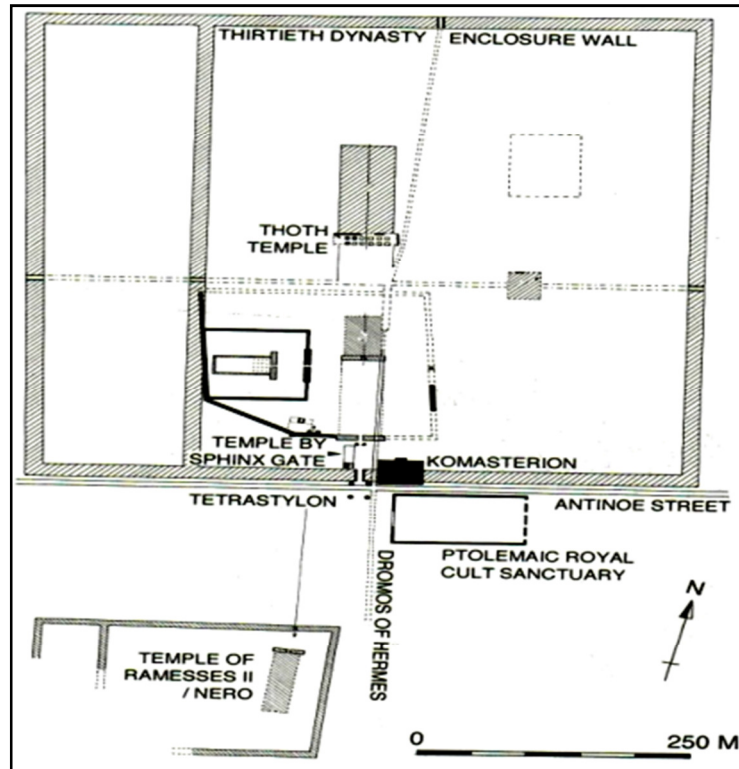 THIRTIETH DYNASTY ENCLOSURE WALL
THOTH
TEMPLE
TEMPLE BY
SPHINX GATE
KOMASTERION
TETRASTYLON
ANTINOE STREET
PTOLEMAIC ROYAL
CULT SANCTUARY
DROMOS OF HERMES
N
TEMPLE OF
RAMESSES II
/ NERO
0 250 M